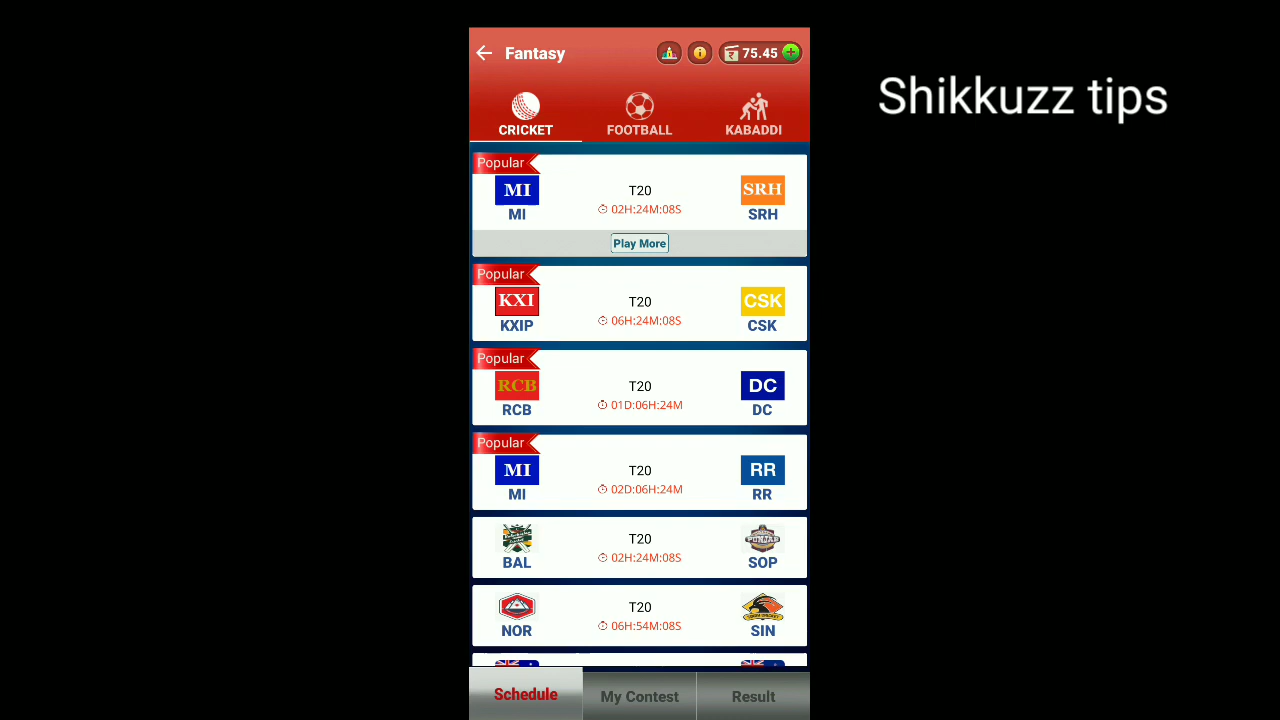 Fantasy
75.45
Shikkuzz tips
CRICKET
FOOTBALL
KABADDI
Popular
MI
T20
SRH
MI
02H:24M:08S
SRH
Play More
Popular
KXI
T20
CSK
KXIP
06H:24M:08S
CSK
Popular
RCB
T20
DC
RCB
01D:06H:24M
DC
Popular
MI
T20
RR
MI
02D:06H:24M
RR
T20
BAL
02H:24M:08S
SOP
T20
NOR
06H:54M:08S
SIN
Schedule
My Contest
Result